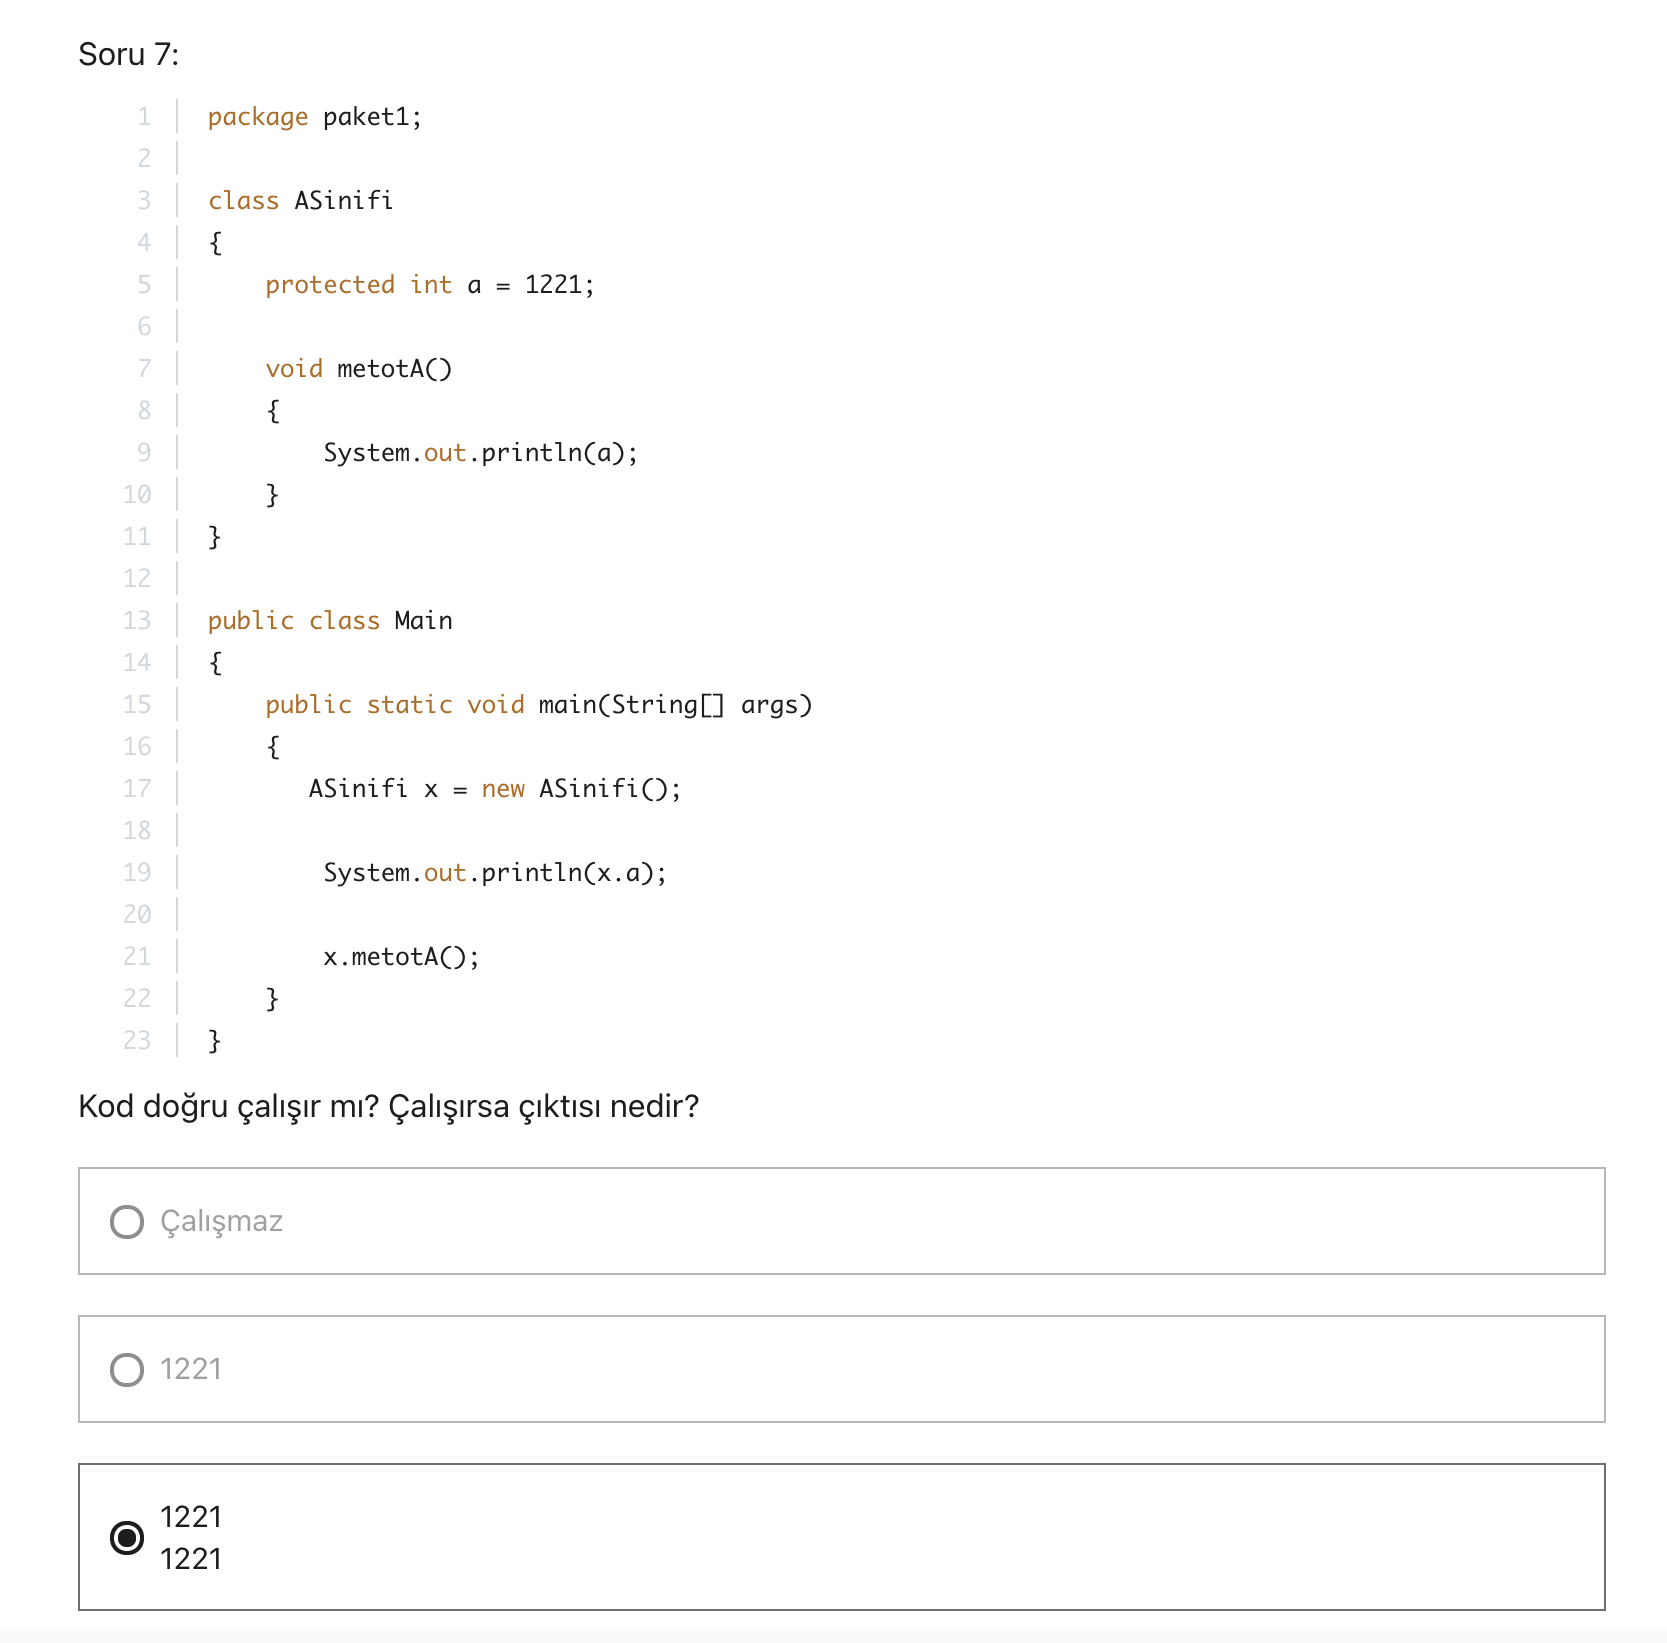 Soru 7:
1 package paket1;
2
3 class ASinifi
4 {
5     protected int a = 1221;
6
7     void metotA()
8     {
9         System.out.println(a);
10     }
11 }
12
13 public class Main
14 {
15     public static void main(String[] args)
16     {
17        ASinifi x = new ASinifi();
18
19         System.out.println(x.a);
20
21         x.metotA();
22     }
23 }
Kod doğru çalışır mı? Çalışırsa çıktısı nedir?
Çalışmaz
1221
1221
1221